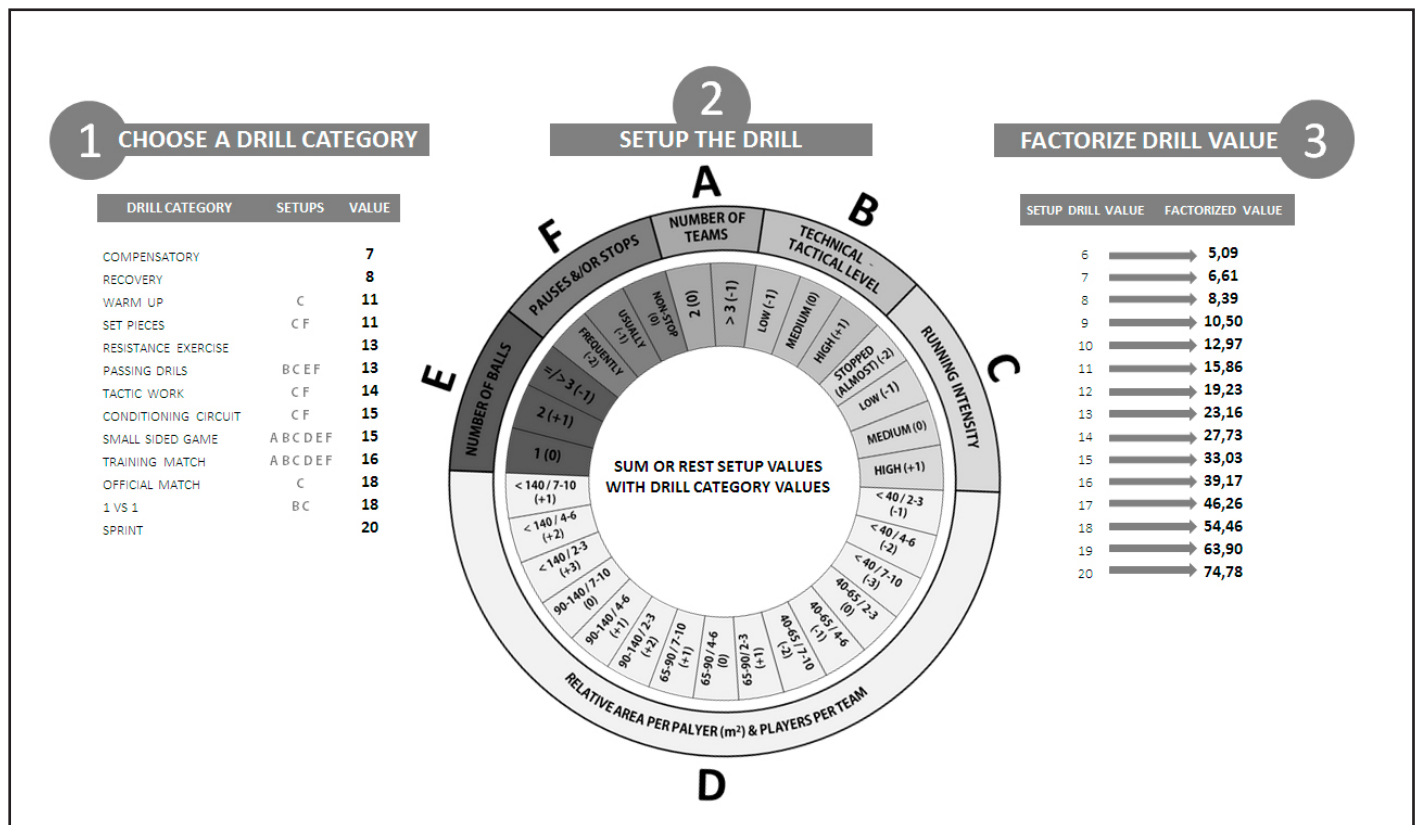 1
CHOOSE A DRILL CATEGORY
DRILL CATEGORY SETUPS VALUE
COMPENSATORY 7
RECOVERY 8
WARM UP C 11
SET PIECES C F 11
RESISTANCE EXERCISE 13
PASSING DRILS B C E F 13
TACTIC WORK C F 14
CONDITIONING CIRCUIT C F 15
SMALL SIDED GAME A B C D E F 15
TRAINING MATCH A B C D E F 16
OFFICIAL MATCH C 18
1 VS 1 B C 18
SPRINT 20
2
SETUP THE DRILL
A
NUMBER OF
TEAMS
2 (0)
> 3 (-1)
B
TECHNICAL
TACTICAL LEVEL
LOW (-1)
MEDIUM (0)
HIGH (+1)
C
RUNNING INTENSITY
STOPPED
(ALMOST) (-2)
LOW (-1)
MEDIUM (0)
HIGH (+1)
D
RELATIVE AREA PER PALYER (m²) & PLAYERS PER TEAM
< 40 / 2-3
(-1)
< 40 / 4-6
(-2)
< 40 / 7-10
(-3)
40-65 / 2-3
(0)
40-65 / 4-6
(-1)
40-65 / 7-10
(-2)
65-90/ 2-3
(+1)
65-90 / 4-6
(0)
65-90 / 7-10
(+1)
90-140 / 2-3
(+2)
90-140 / 4-6
(+1)
90-140 / 7-10
(0)
< 140 / 2-3
(+3)
< 140 / 4-6
(+2)
< 140 / 7-10
(+1)
E
NUMBER OF BALLS
1 (0)
2 (+1)
=/> 3 (-1)
F
PAUSES &/OR STOPS
FREQUENTLY
(-2)
USUALLY
(-1)
NON-STOP
(0)
SUM OR REST SETUP VALUES
WITH DRILL CATEGORY VALUES
FACTORIZE DRILL VALUE
3
SETUP DRILL VALUE FACTORIZED VALUE
6 5,09
7 6,61
8 8,39
9 10,50
10 12,97
11 15,86
12 19,23
13 23,16
14 27,73
15 33,03
16 39,17
17 46,26
18 54,46
19 63,90
20 74,78